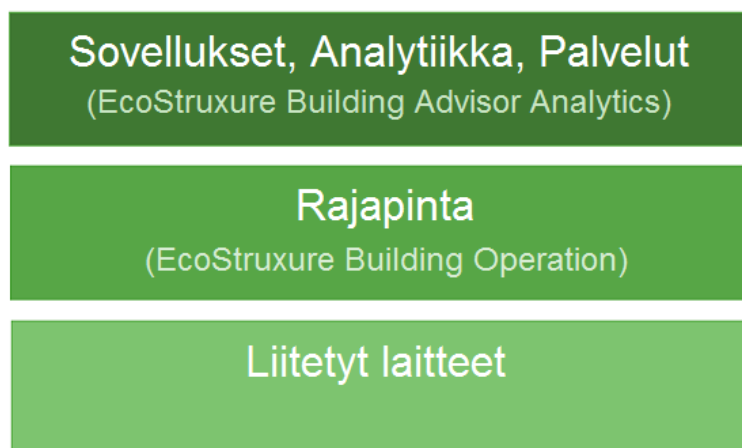 Sovellukset, Analytiikka, Palvelut
(EcoStruxure Building Advisor Analytics)
Rajapinta
(EcoStruxure Building Operation)
Liitetyt laitteet